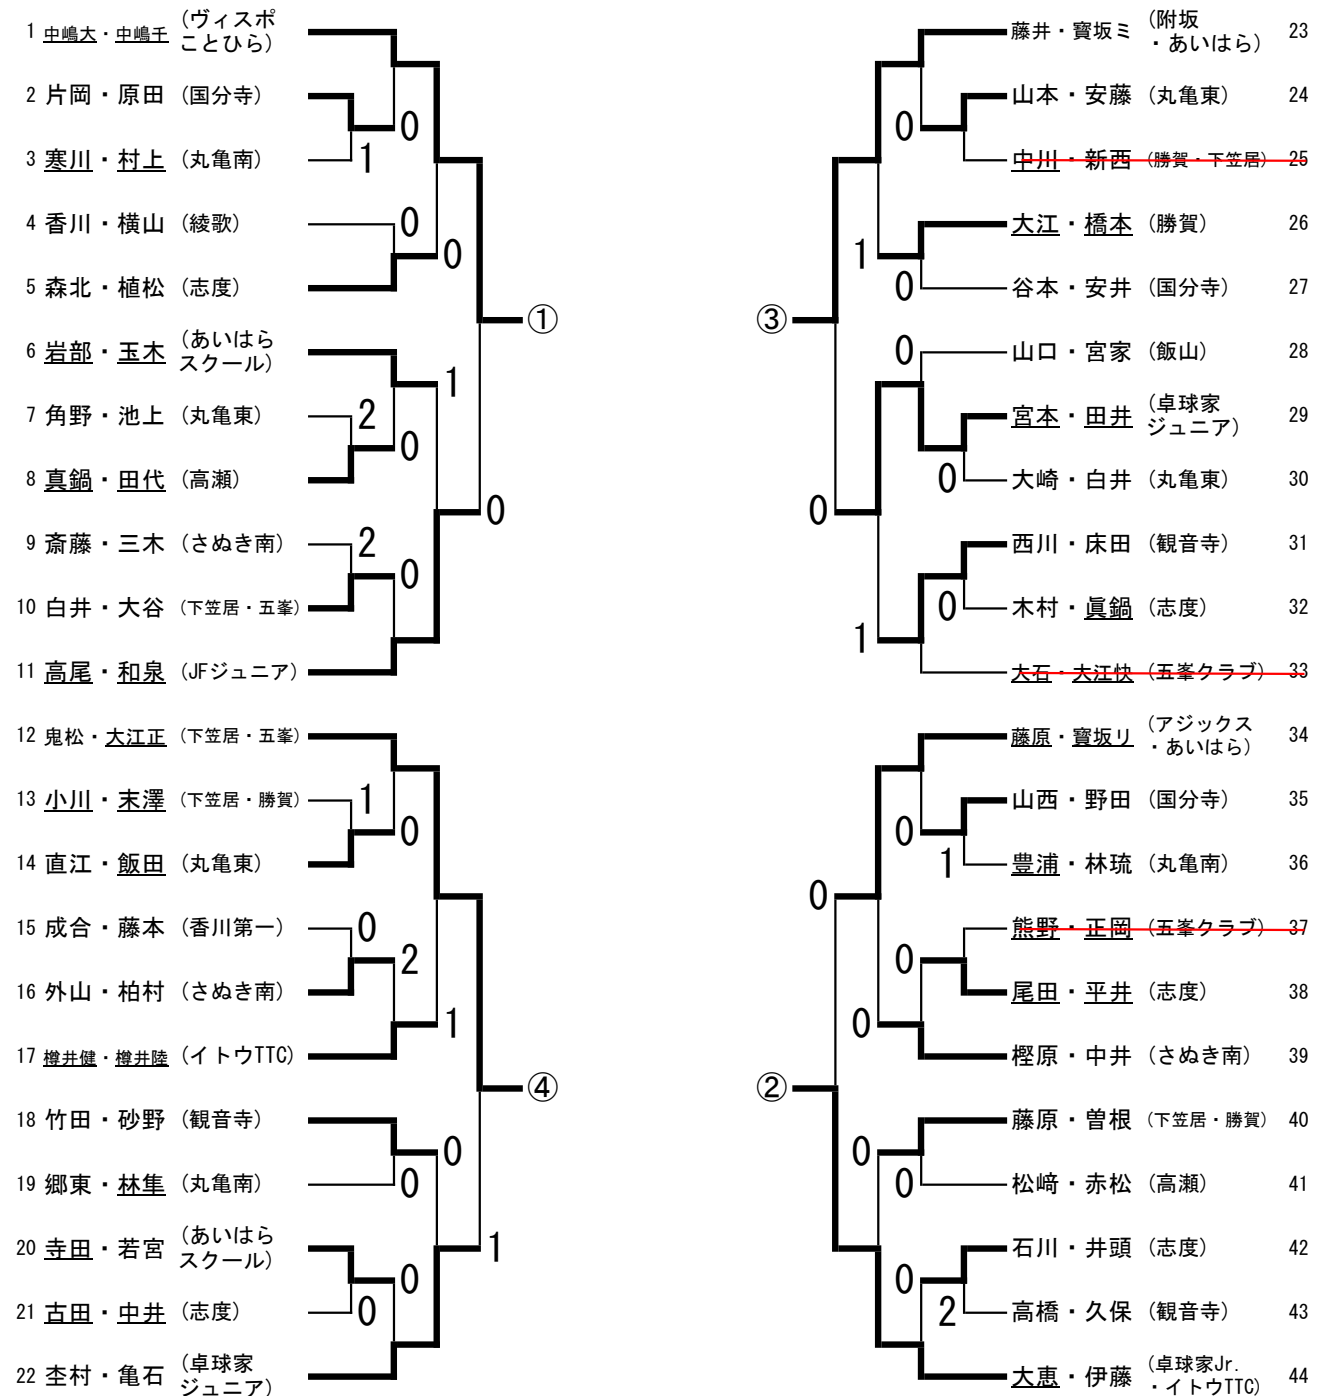 1 中嶋大・中嶋千 (ヴィスポ
ことひら)
2 片岡・原田 (国分寺)
0
3 寒川・村上 (丸亀南)
1
4 香川・横山 (綾歌)
0
0
5 森北・植松 (志度)
①
6 岩部・玉木 (あいはら
スクール)
1
7 角野・池上 (丸亀東)
2
0
8 真鍋・田代 (高瀬)
0
9 斎藤・三木 (さぬき南)
2
0
10 白井・大谷 (下笠居・五峯)
11 高尾・和泉 (JFジュニア)
12 鬼松・大江正 (下笠居・五峯)
13 小川・末澤 (下笠居・勝賀)
1
0
14 直江・飯田 (丸亀東)
15 成合・藤本 (香川第一)
0
2
16 外山・柏村 (さぬき南)
1
17 樽井健・樽井陸 (イトウTTC)
④
18 竹田・砂野 (観音寺)
0
19 郷東・林隼 (丸亀南)
0
20 寺田・若宮 (あいはら
スクール)
1
0
21 古田・中井 (志度)
0
22 杢村・亀石 (卓球家
ジュニア)
藤井・寳坂ミ (附坂
・あいはら) 23
山本・安藤 (丸亀東) 24
0
中川・新西 (勝賀・下笠居) 25
大江・橋本 (勝賀) 26
1
0
谷本・安井 (国分寺) 27
③
0
山口・宮家 (飯山) 28
宮本・田井 (卓球家
ジュニア) 29
0
大崎・白井 (丸亀東) 30
0
西川・床田 (観音寺) 31
0
木村・眞鍋 (志度) 32
1
大石・大江快 (五峯クラブ) 33
藤原・寳坂リ (アジックス
・あいはら) 34
山西・野田 (国分寺) 35
0
1
豊浦・林琉 (丸亀南) 36
0
熊野・正岡 (五峯クラブ) 37
0
尾田・平井 (志度) 38
0
樫原・中井 (さぬき南) 39
②
藤原・曽根 (下笠居・勝賀) 40
0
0
松﨑・赤松 (高瀬) 41
石川・井頭 (志度) 42
0
2
高橋・久保 (観音寺) 43
大恵・伊藤 (卓球家Jr.
・イトウTTC) 44